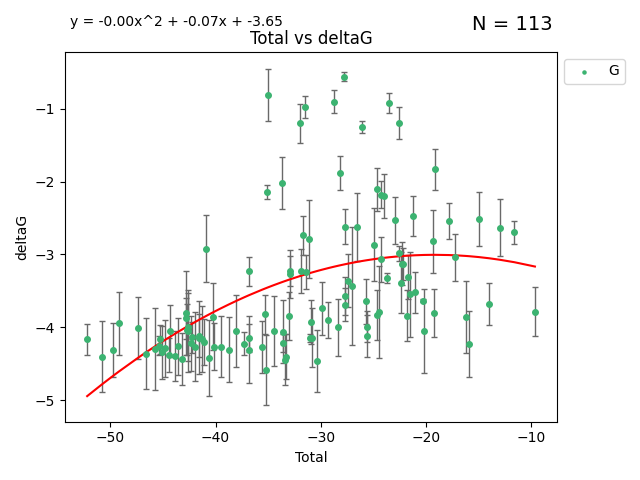 y = -0.00x^2 + -0.07x + -3.65
N = 113
Total vs deltaG
G
deltaG
−1
−2
−3
−4
−5
−50
−40
−30
−20
−10
Total